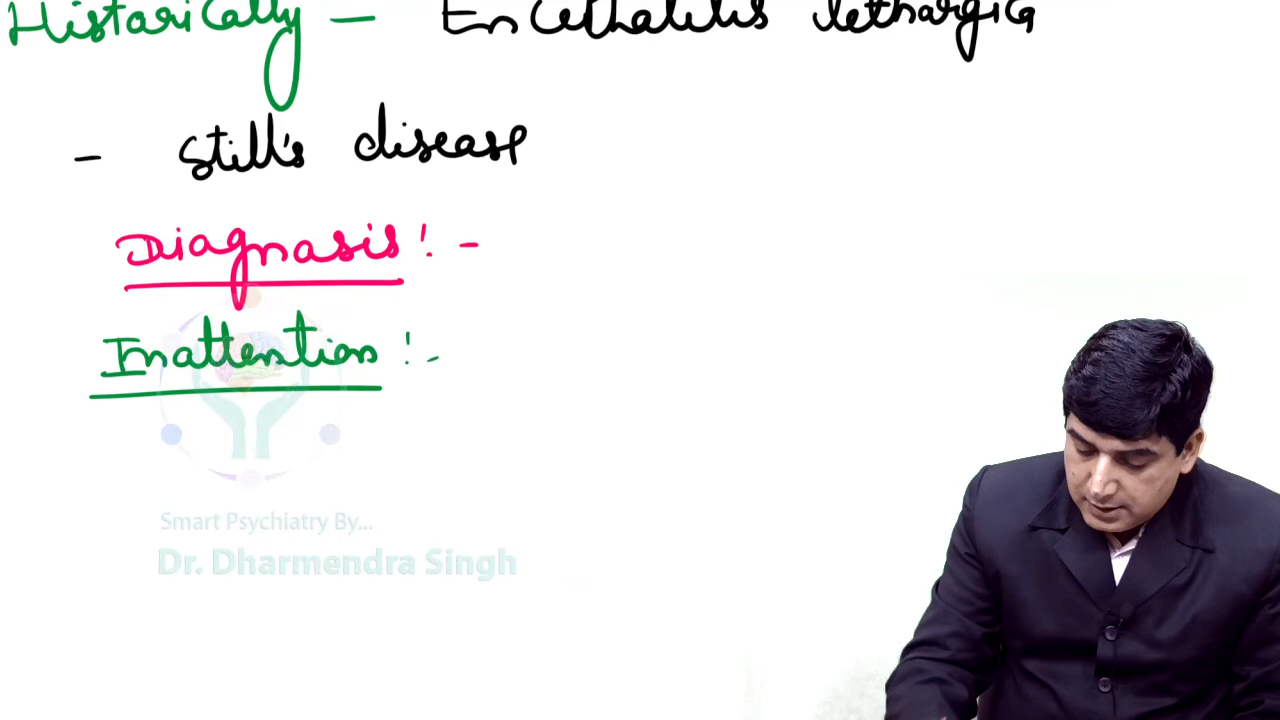 Historically - Encephalitis lethargica
- Still's disease
Diagnosis :-
Inattention :-
Smart Psychiatry By...
Dr. Dharmendra Singh